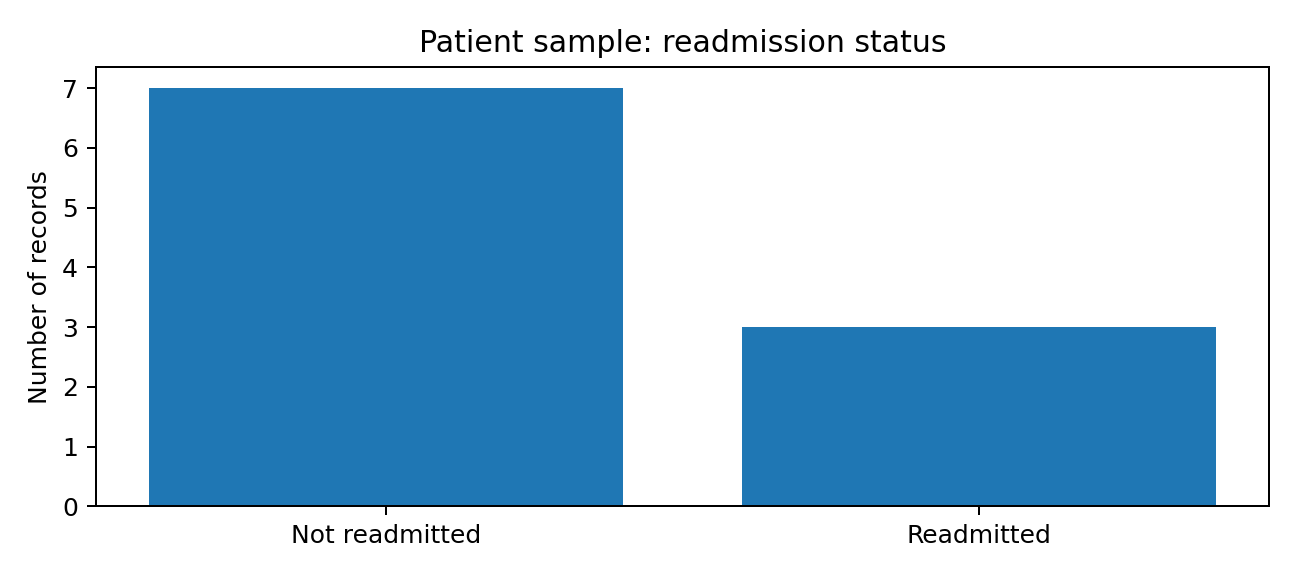 Patient sample: readmission status
Number of records
7
6
5
4
3
2
1
0
Not readmitted
Readmitted